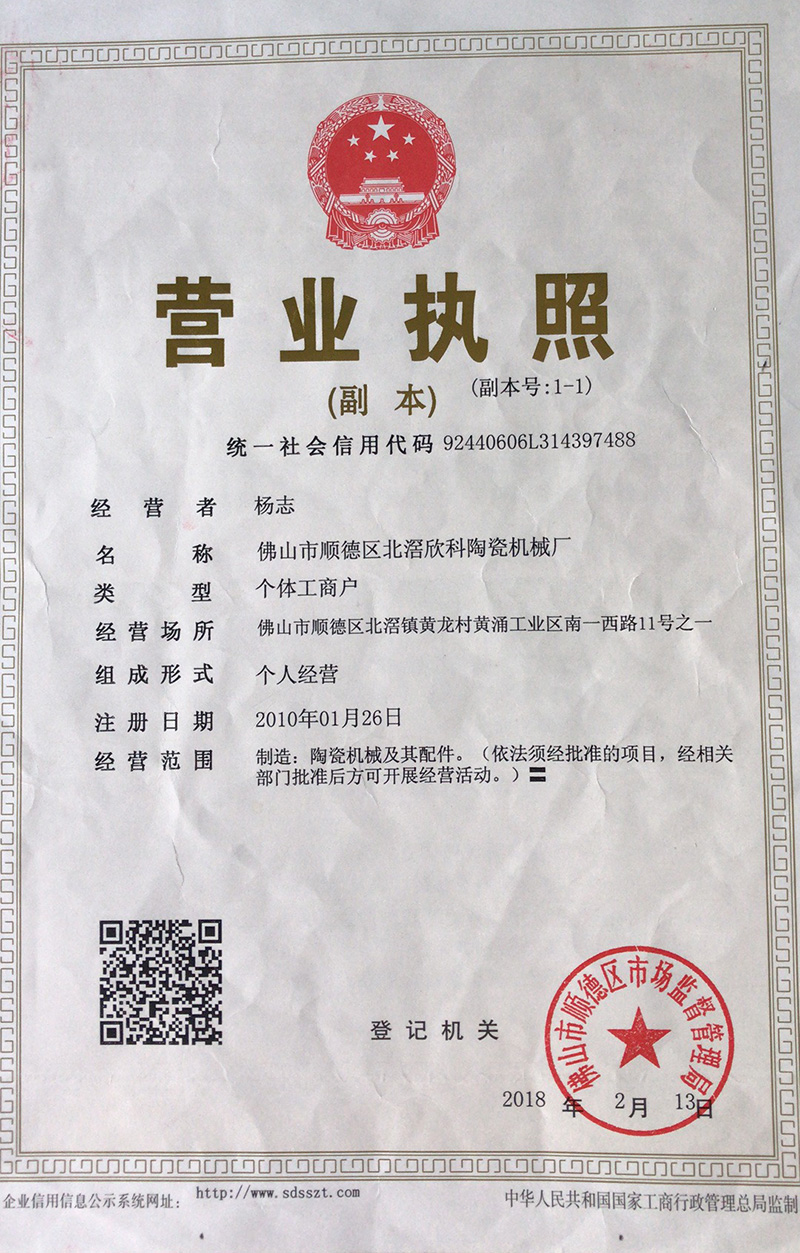 营业执照
(副 本) (副本号:1-1)
统一社会信用代码 92440606L314397488
经营者 杨志
名称 佛山市顺德区北滘欣科陶瓷机械厂
类型 个体工商户
经营场所 佛山市顺德区北滘镇黄龙村黄涌工业区南一西路11号之一
组成形式 个人经营
注册日期 2010年01月26日
经营范围 制造：陶瓷机械及其配件。（依法须经批准的项目，经相关
部门批准后方可开展经营活动。）〓
佛山市顺德区市场监督管理局
登记机关
2018 年 2月 13日
企业信用信息公示系统网址： http://www.sdsszt.com
中华人民共和国国家工商行政管理总局监制